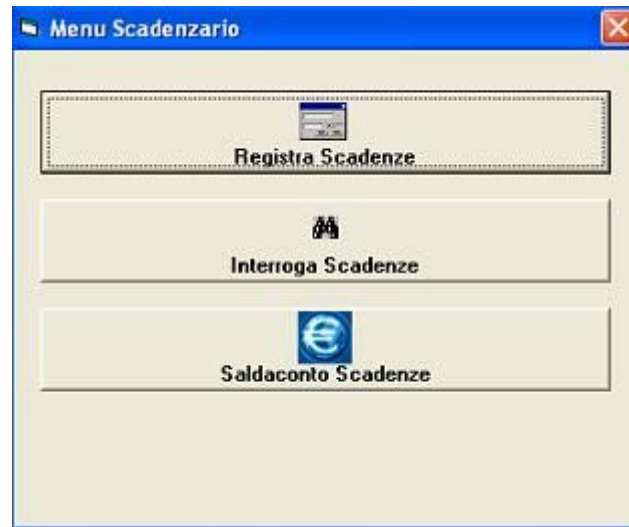 Menu Scadenzario
Registra Scadenze
Interroga Scadenze
Saldaconto Scadenze